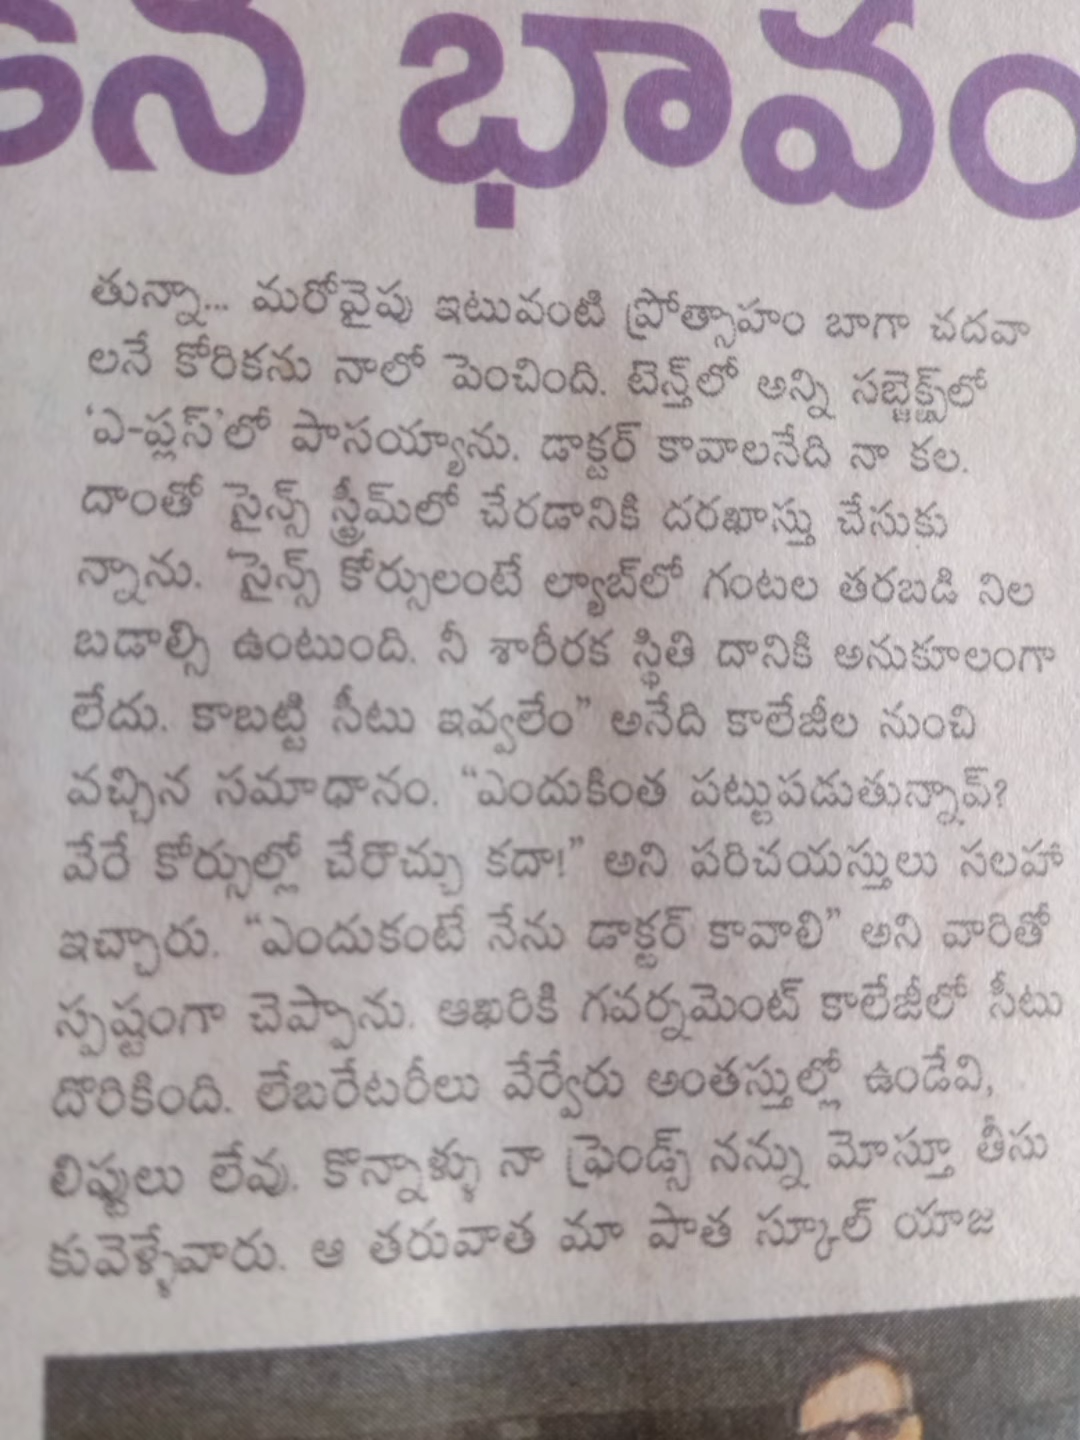 భావం
తున్నా... మరోవైపు ఇటువంటి ప్రోత్సాహం బాగా చదవా
లనే కోరికను నాలో పెంచింది. టెన్త్‌లో అన్ని సబ్జెక్ట్స్‌లో
‘ఎ-ప్లస్’లో పాసయ్యాను. డాక్టర్ కావాలనేది నా కల.
దాంతో సైన్స్ స్ట్రీమ్‌లో చేరడానికి దరఖాస్తు చేసుకు
న్నాను. సైన్స్ కోర్సులంటే ల్యాబ్‌లో గంటల తరబడి నిల
బడాల్సి ఉంటుంది. నీ శారీరక స్థితి దానికి అనుకూలంగా
లేదు. కాబట్టి సీటు ఇవ్వలేం” అనేది కాలేజీల నుంచి
వచ్చిన సమాధానం. “ఎందుకింత పట్టుపడుతున్నావ్?
వేరే కోర్సుల్లో చేరొచ్చు కదా!” అని పరిచయస్తులు సలహా
ఇచ్చారు. “ఎందుకంటే నేను డాక్టర్ కావాలి” అని వారితో
స్పష్టంగా చెప్పాను. ఆఖరికి గవర్నమెంట్ కాలేజీలో సీటు
దొరికింది. లేబరేటరీలు వేర్వేరు అంతస్తుల్లో ఉండేవి,
లిఫ్టులు లేవు. కొన్నాళ్ళు నా ఫ్రెండ్స్ నన్ను మోస్తూ తీసు
కువెళ్ళేవారు. ఆ తరువాత మా పాత స్కూల్ యాజ